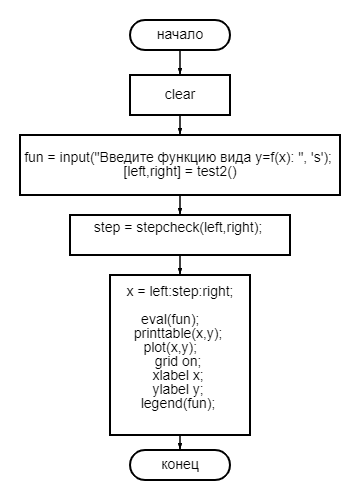 начало
clear
fun = input("Введите функцию вида y=f(x): ", 's');
[left,right] = test2()
step = stepcheck(left,right);
x = left:step:right;
eval(fun);
printtable(x,y);
plot(x,y);
grid on;
xlabel x;
ylabel y;
legend(fun);
конец